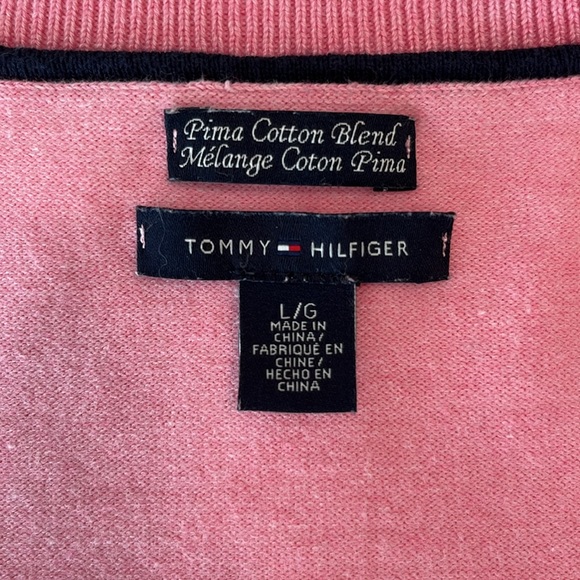 Pima Cotton Blend
Mélange Coton Pima
TOMMY HILFIGER
L/G
MADE IN
CHINA/
FABRIQUÉ EN
CHINE/
HECHO EN
CHINA